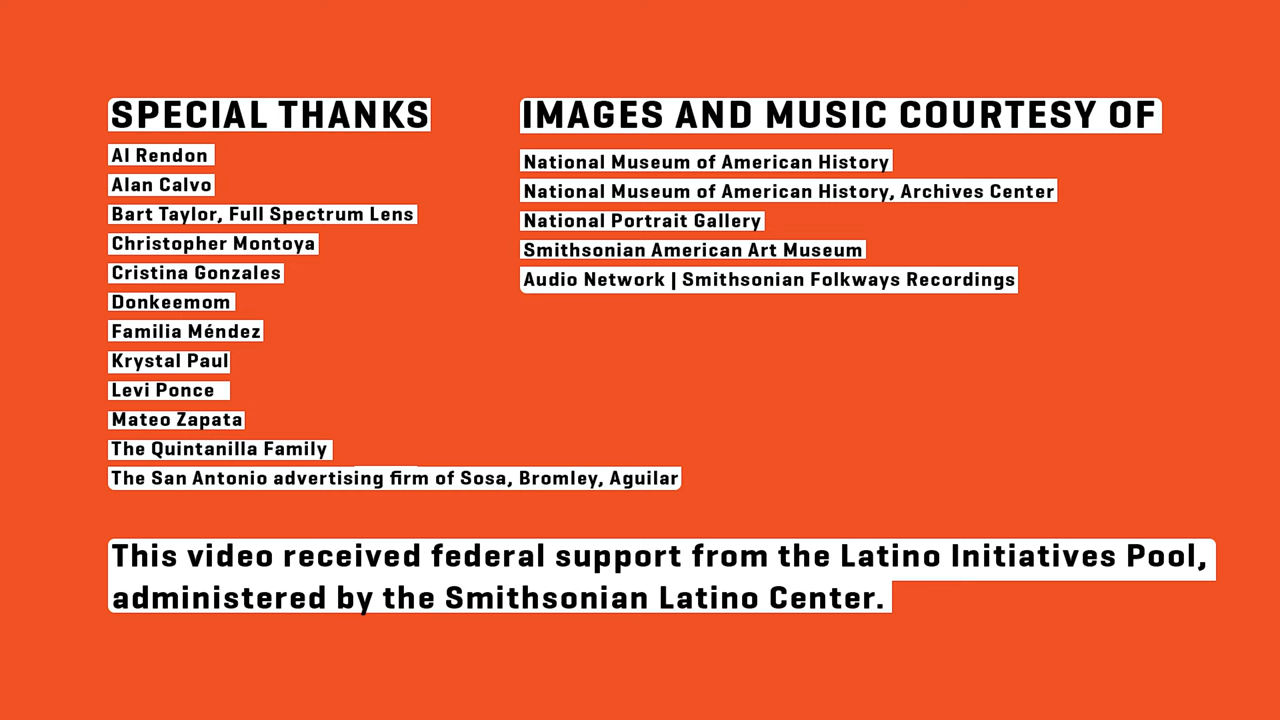 SPECIAL THANKS
Al Rendon
Alan Calvo
Bart Taylor, Full Spectrum Lens
Christopher Montoya
Cristina Gonzales
Donkeemom
Familia Méndez
Krystal Paul
Levi Ponce
Mateo Zapata
The Quintanilla Family
The San Antonio advertising firm of Sosa, Bromley, Aguilar
IMAGES AND MUSIC COURTESY OF
National Museum of American History
National Museum of American History, Archives Center
National Portrait Gallery
Smithsonian American Art Museum
Audio Network | Smithsonian Folkways Recordings
This video received federal support from the Latino Initiatives Pool,
administered by the Smithsonian Latino Center.